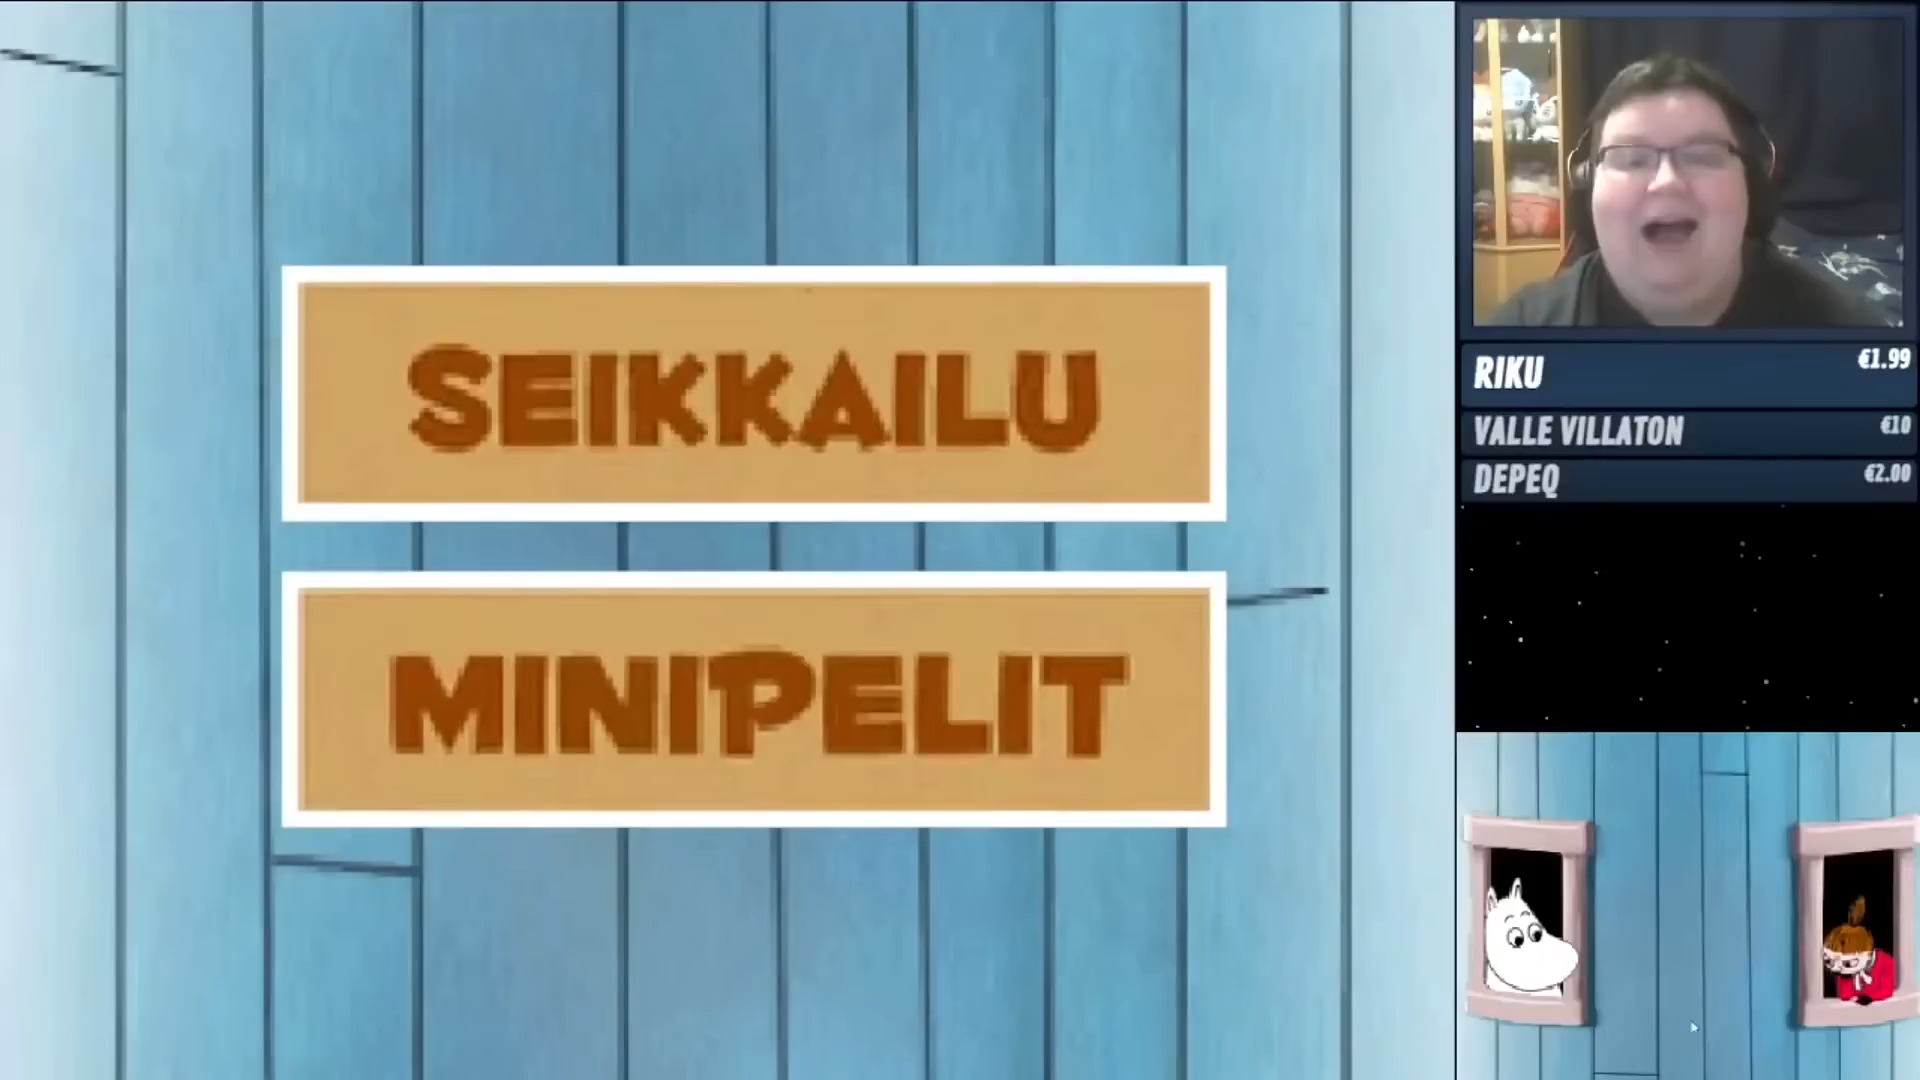 SEIKKAILU
MINIPELIT
RIKU €1.99
VALLE VILLATON €10
DEPEQ €2.00